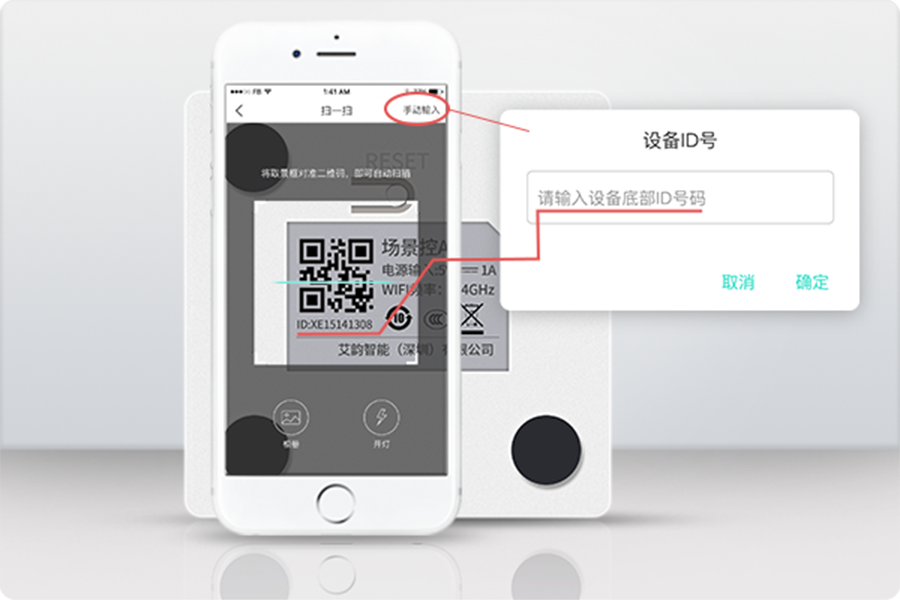 FB
1:41 AM
扫一扫
手动输入
RESET
将取景框对准二维码，即可自动扫描
场景控A
电源输入:5V 1A
WIFI频率： 4GHz
ID:XE15141308
10
CCC
艾韵智能（深圳）有限公司
相册
开灯
设备ID号
请输入设备底部ID号码
取消
确定